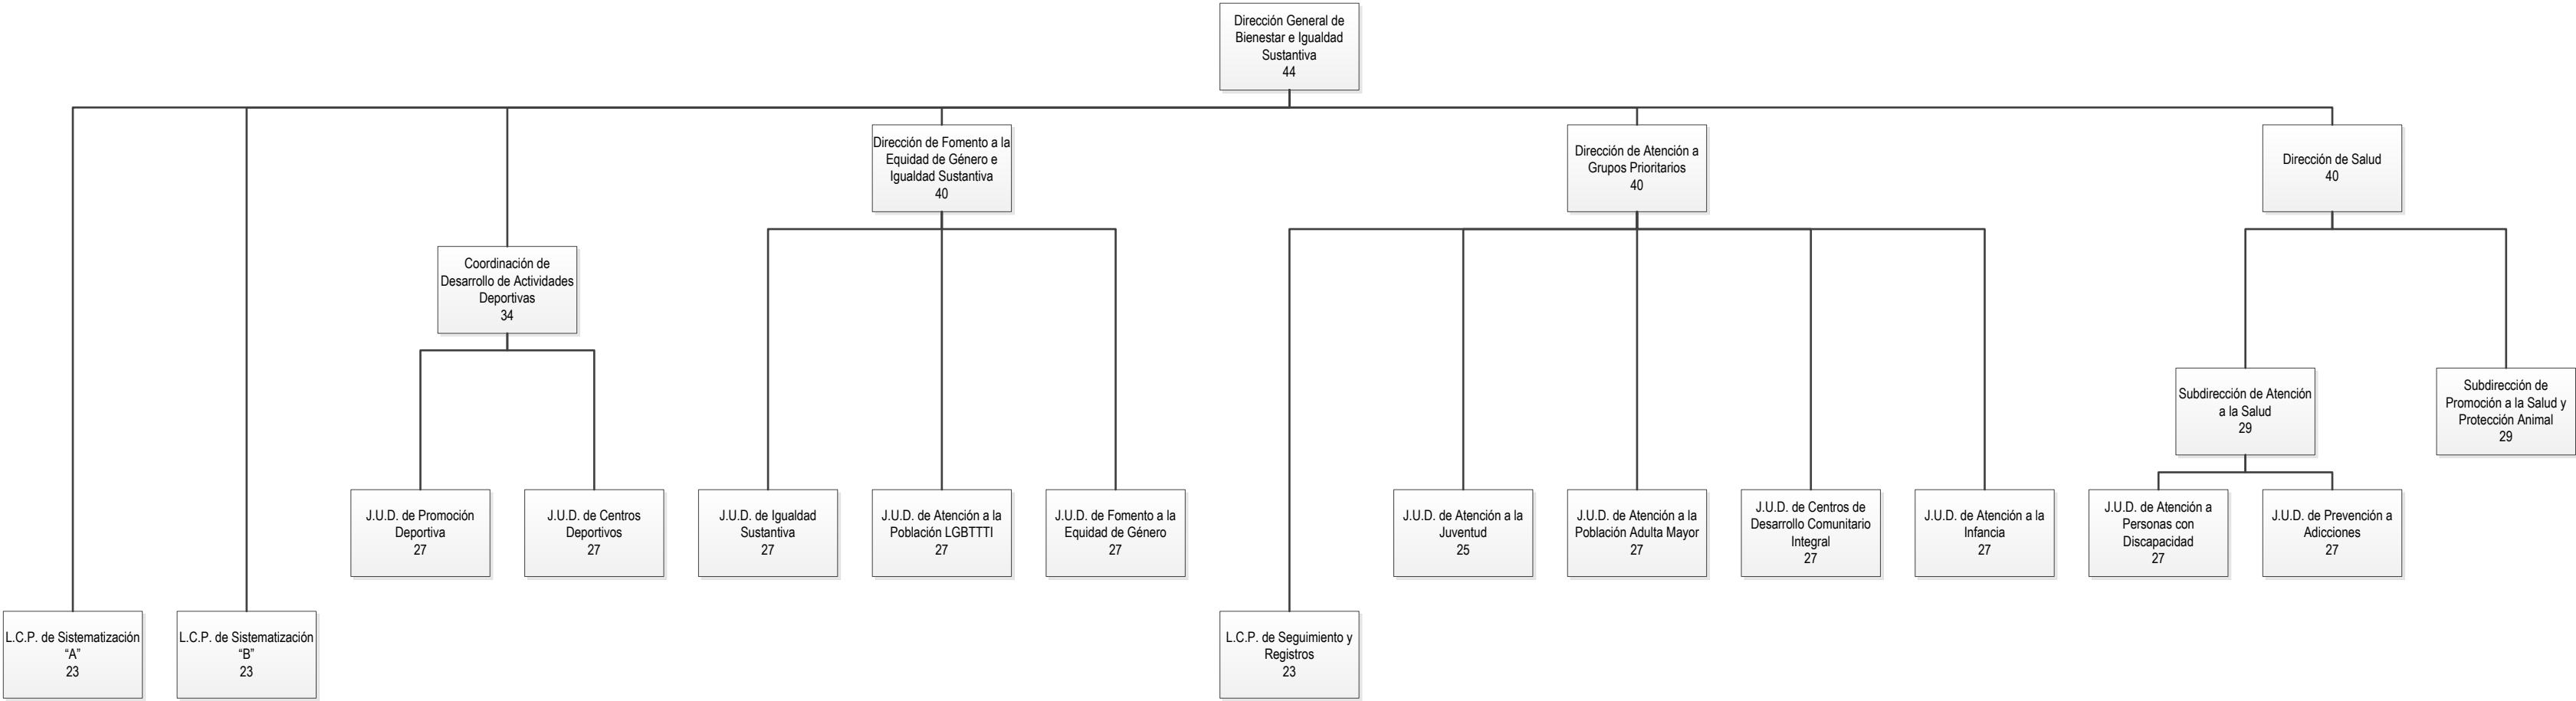 Dirección General de
Bienestar e Igualdad
Sustantiva
44
Dirección de Fomento a la
Equidad de Género e
Igualdad Sustantiva
40
Dirección de Atención a
Grupos Prioritarios
40
Dirección de Salud
40
Coordinación de
Desarrollo de Actividades
Deportivas
34
Subdirección de Atención
a la Salud
29
Subdirección de
Promoción a la Salud y
Protección Animal
29
J.U.D. de Promoción
Deportiva
27
J.U.D. de Centros
Deportivos
27
J.U.D. de Igualdad
Sustantiva
27
J.U.D. de Atención a la
Población LGBTTTI
27
J.U.D. de Fomento a la
Equidad de Género
27
J.U.D. de Atención a la
Juventud
25
J.U.D. de Atención a la
Población Adulta Mayor
27
J.U.D. de Centros de
Desarrollo Comunitario
Integral
27
J.U.D. de Atención a la
Infancia
27
J.U.D. de Atención a
Personas con
Discapacidad
27
J.U.D. de Prevención a
Adicciones
27
L.C.P. de Sistematización
“A”
23
L.C.P. de Sistematización
“B”
23
L.C.P. de Seguimiento y
Registros
23